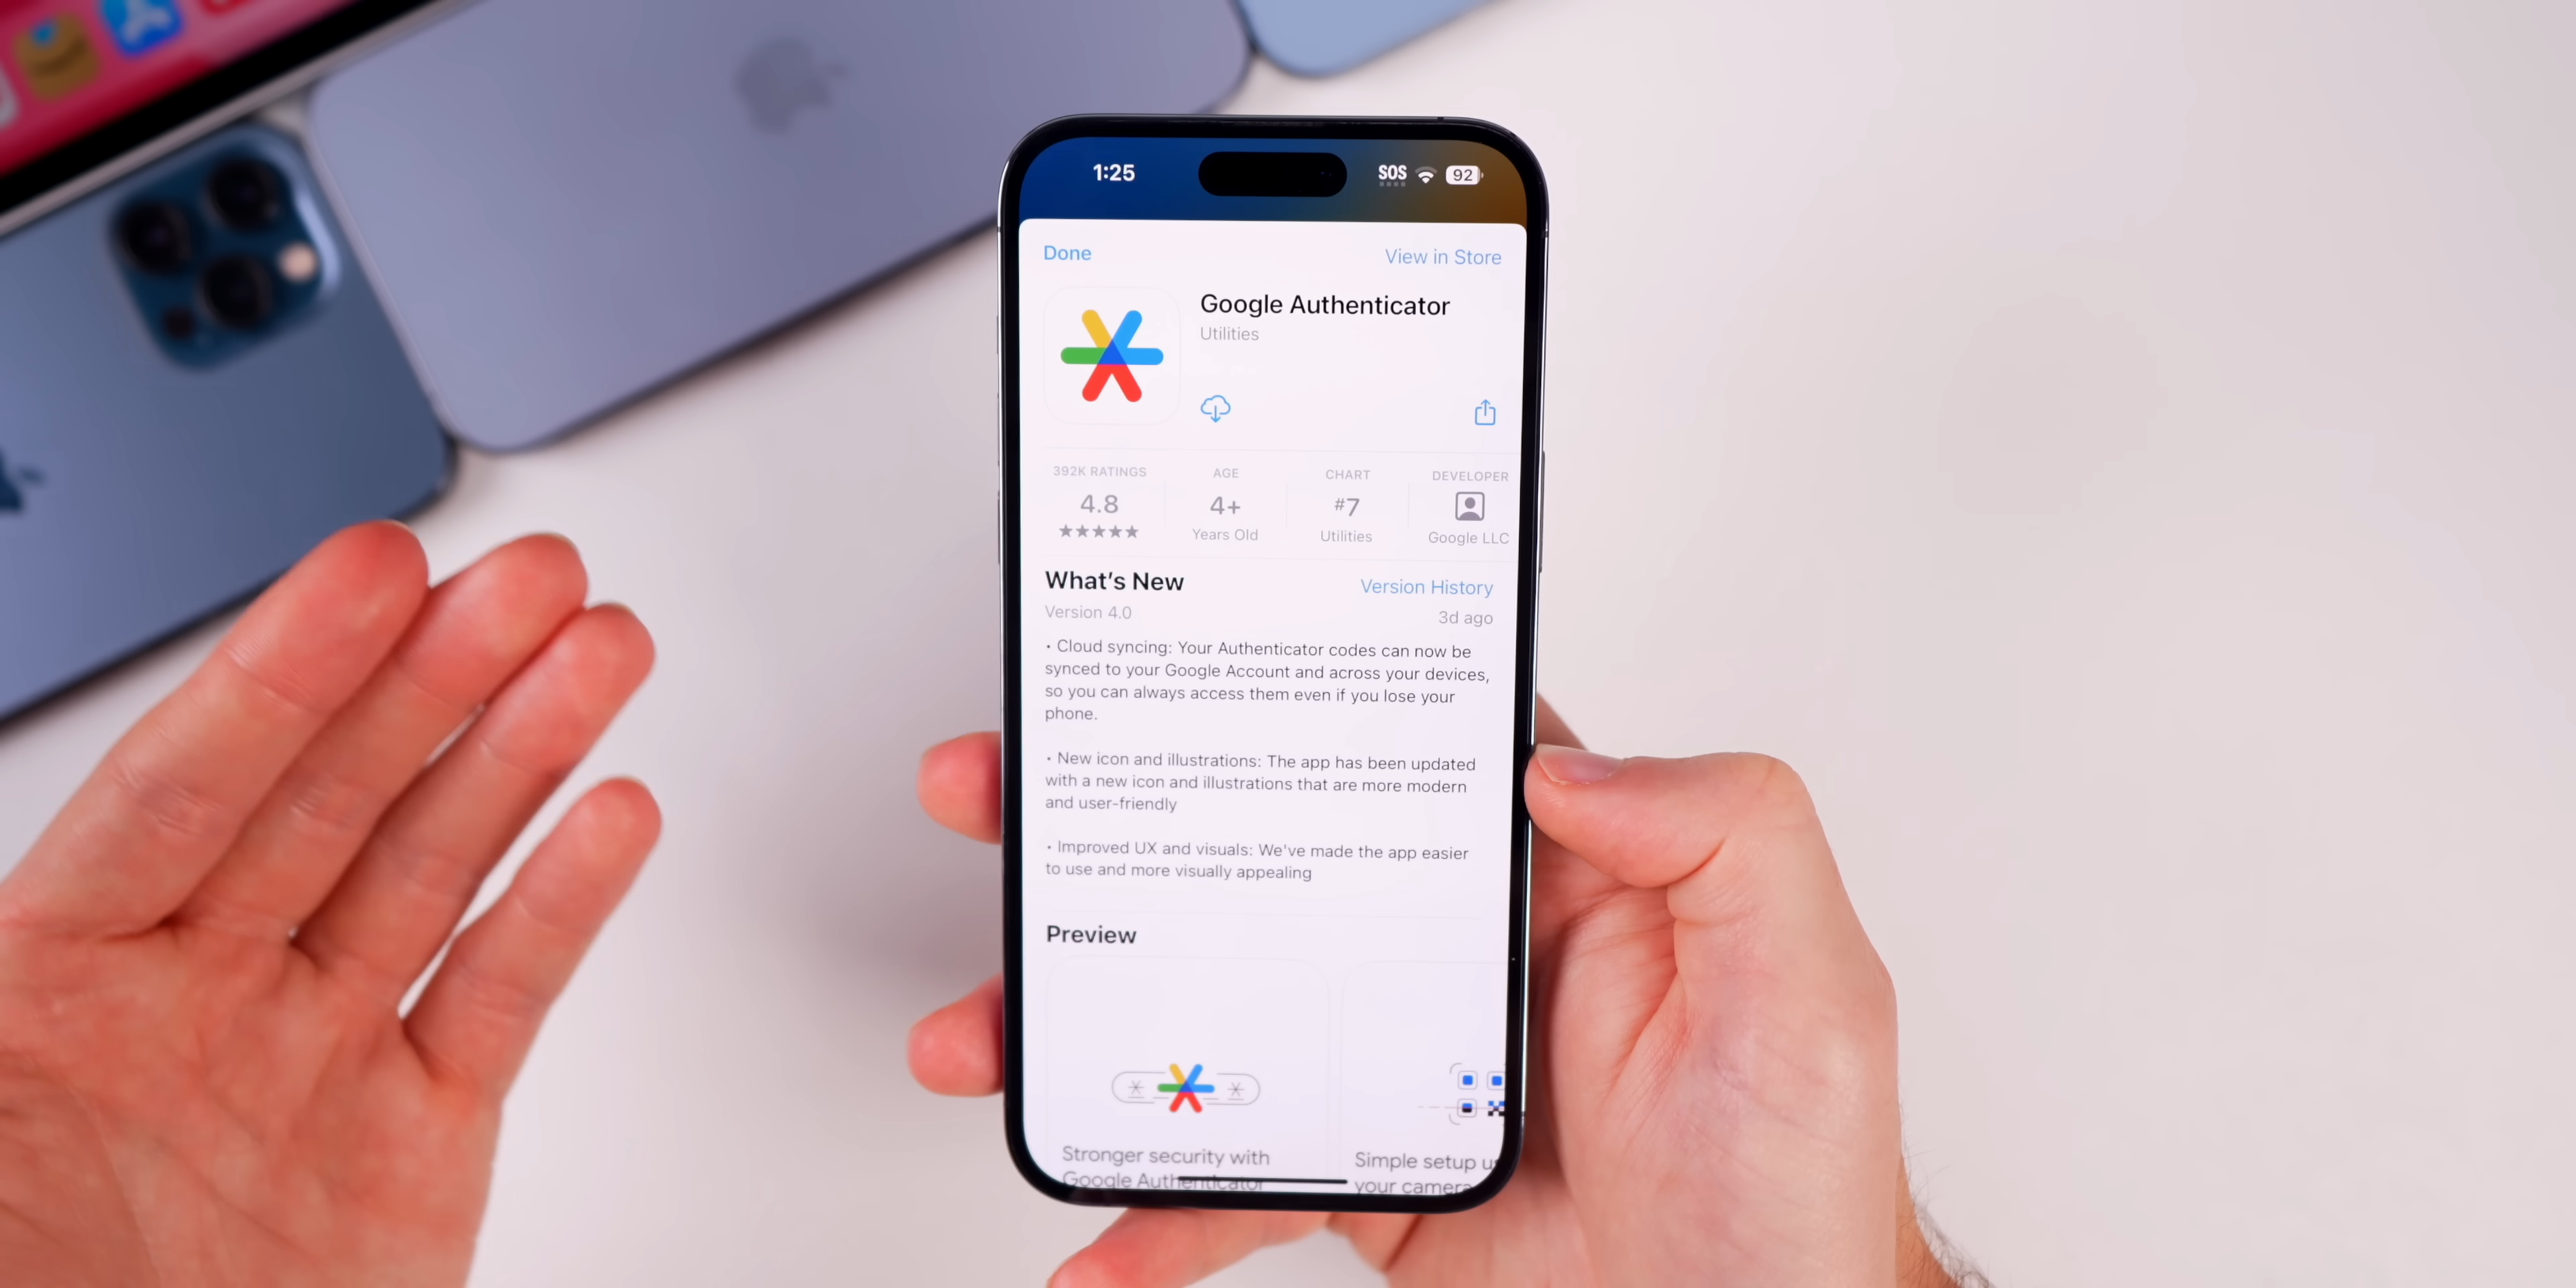 1:25
SOS
92
Done
View in Store
Google Authenticator
Utilities
392K RATINGS
4.8
★★★★★
AGE
4+
Years Old
CHART
#7
Utilities
DEVELOPER
Google LLC
What's New
Version History
Version 4.0
3d ago
• Cloud syncing: Your Authenticator codes can now be
synced to your Google Account and across your devices,
so you can always access them even if you lose your
phone.
• New icon and illustrations: The app has been updated
with a new icon and illustrations that are more modern
and user-friendly
• Improved UX and visuals: We've made the app easier
to use and more visually appealing
Preview
Stronger security with
Google Authenticator
Simple setup us
your camera